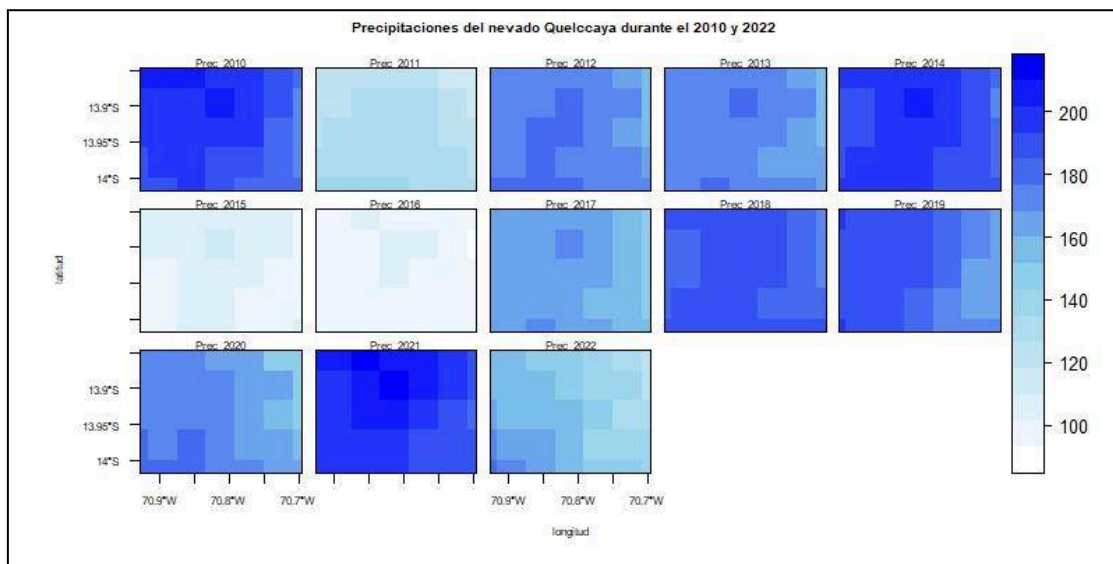 Precipitaciones del nevado Quelccaya durante el 2010 y 2022
Prec_2010 Prec_2011 Prec_2012 Prec_2013 Prec_2014
13.9°S
13.95°S
14°S
Prec_2015 Prec_2016 Prec_2017 Prec_2018 Prec_2019
latitud
Prec_2020 Prec_2021 Prec_2022
13.9°S
13.95°S
14°S
70.9°W 70.8°W 70.7°W 70.9°W 70.8°W 70.7°W
longitud
200
180
160
140
120
100